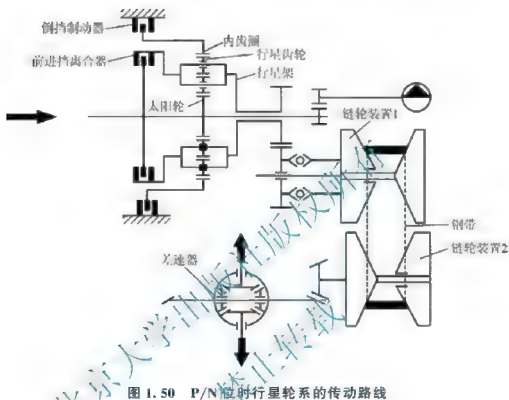 倒挡制动器
内齿圈
前进挡离合器
行星齿轮
行星架
太阳轮
链轮装置1
钢带
差速器
链轮装置2
图 1.50 P/N 位时行星轮系的传动路线